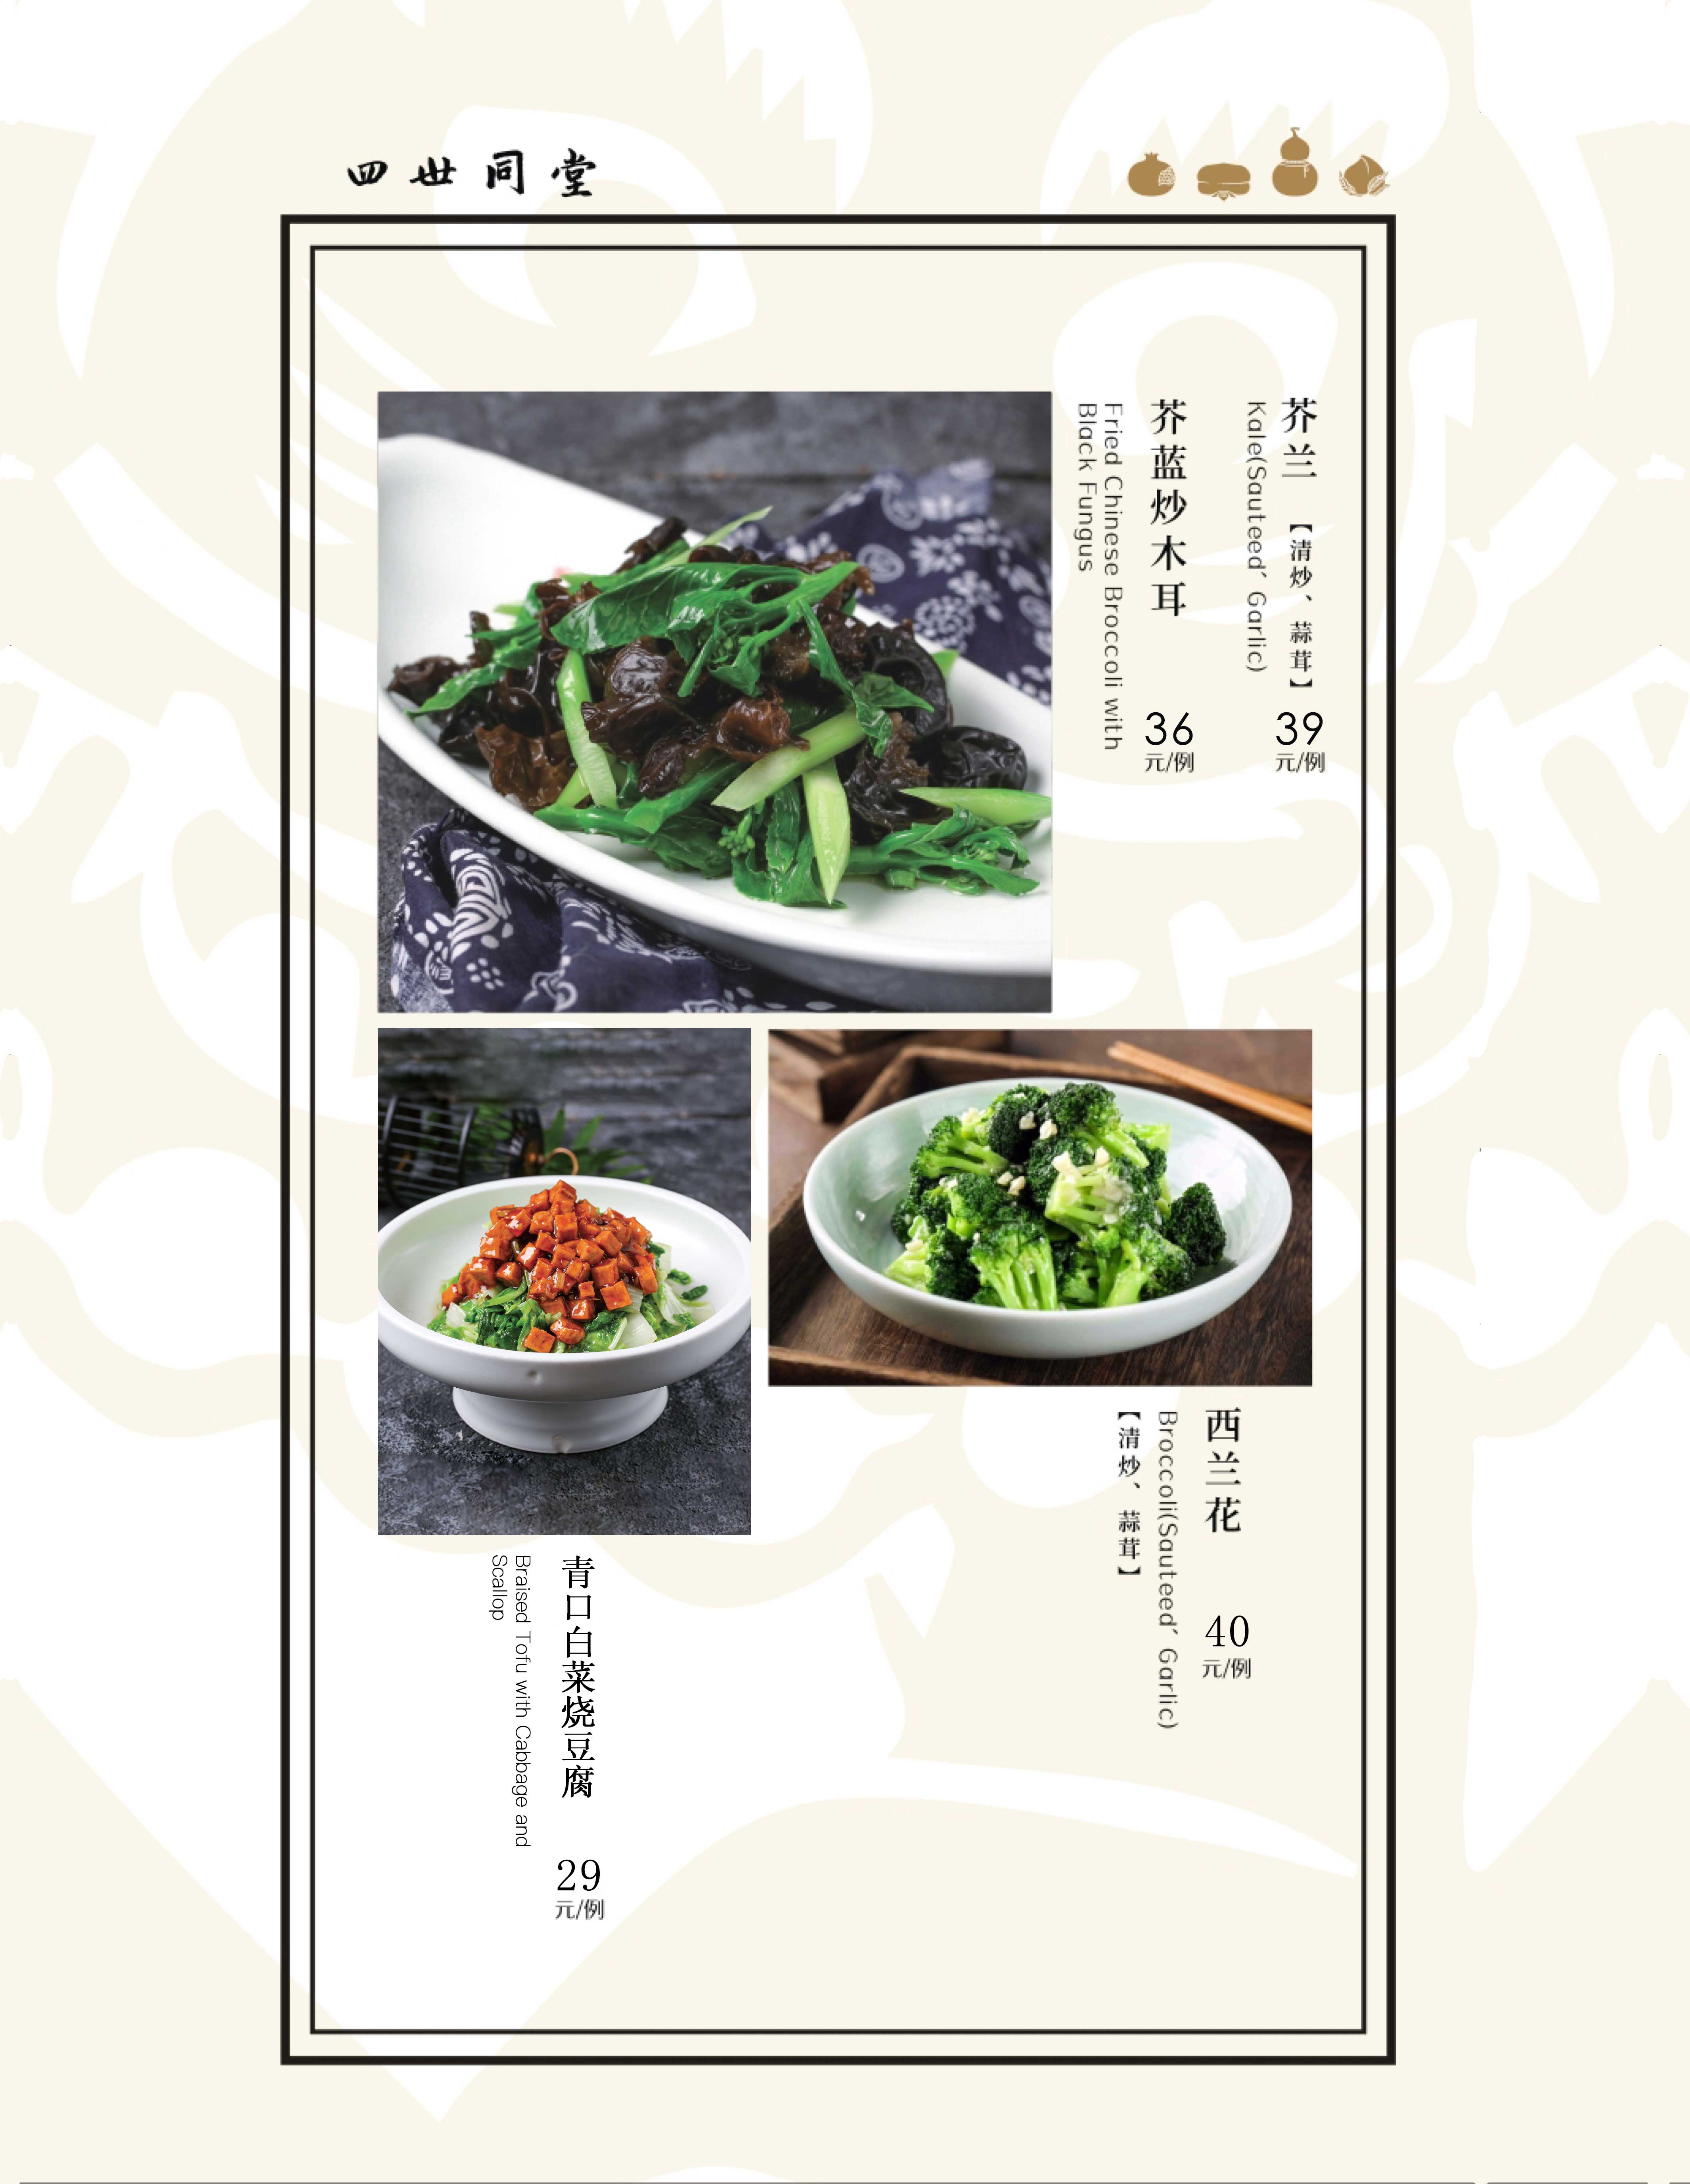 四世同堂
芥兰 【清炒、蒜茸】
Kale(Sauteed´ Garlic)
39
元/例
芥蓝炒木耳
Fried Chinese Broccoli with
Black Fungus
36
元/例
西兰花
Broccoli(Sauteed´ Garlic)
【清炒、蒜茸】
40
元/例
青口白菜烧豆腐
Braised Tofu with Cabbage and
Scallop
29
元/例